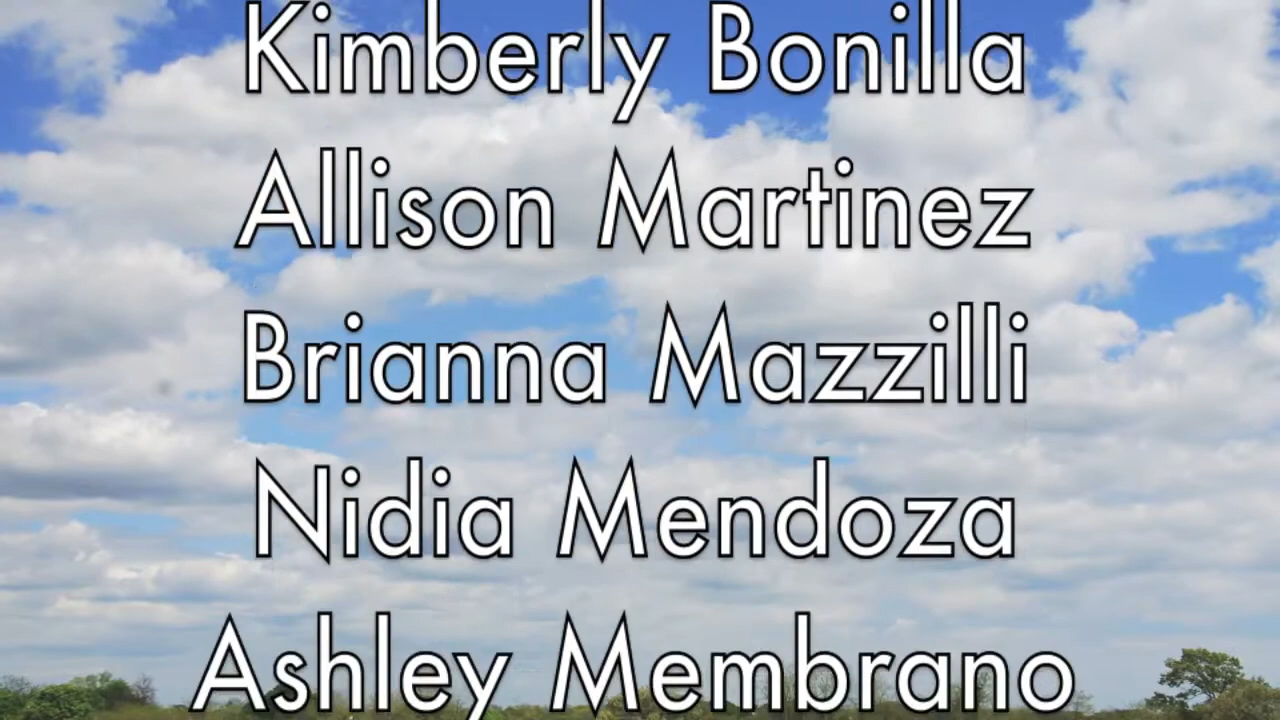 Kimberly Bonilla
Allison Martinez
Brianna Mazzilli
Nidia Mendoza
Ashley Membrano